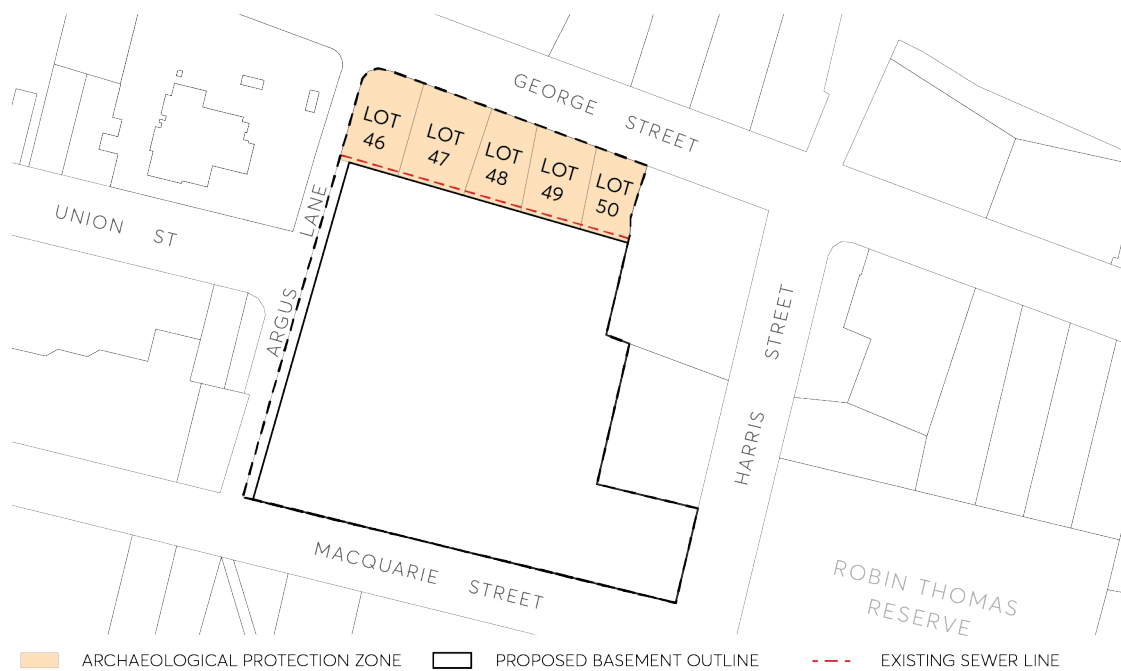 GEORGE STREET
LOT
46
LOT
47
LOT
48
LOT
49
LOT
50
UNION ST
ARGUS LANE
HARRIS STREET
MACQUARIE STREET
ROBIN THOMAS
RESERVE
ARCHAEOLOGICAL PROTECTION ZONE PROPOSED BASEMENT OUTLINE EXISTING SEWER LINE